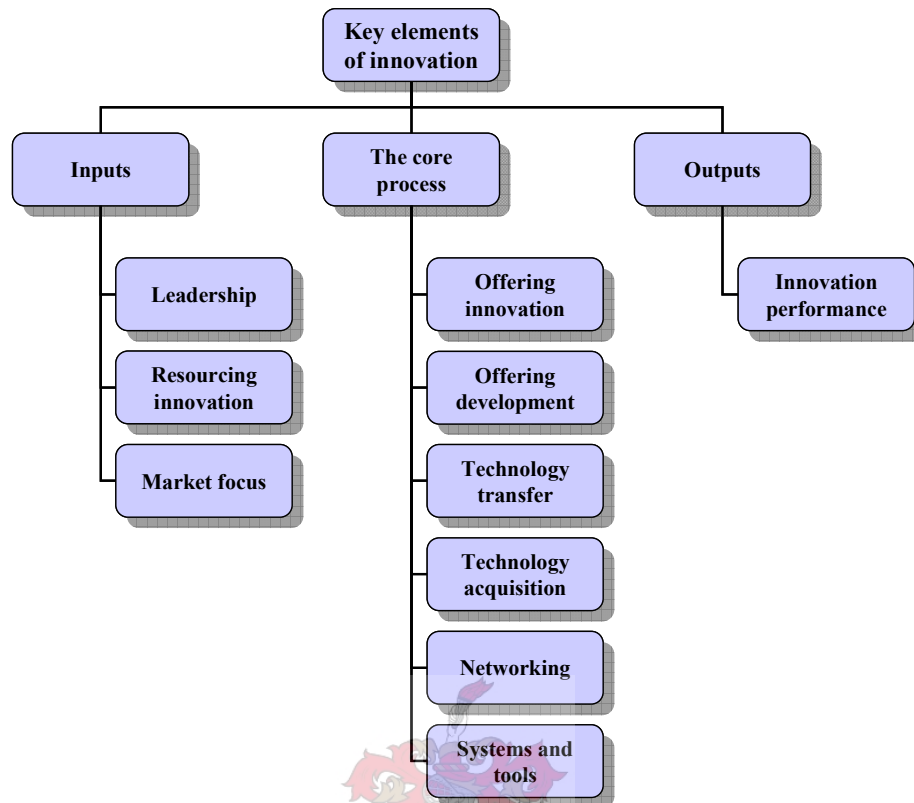 Key elements
of innovation
Inputs
The core
process
Outputs
Leadership
Resourcing
innovation
Market focus
Offering
innovation
Offering
development
Technology
transfer
Technology
acquisition
Networking
Systems and
tools
Innovation
performance